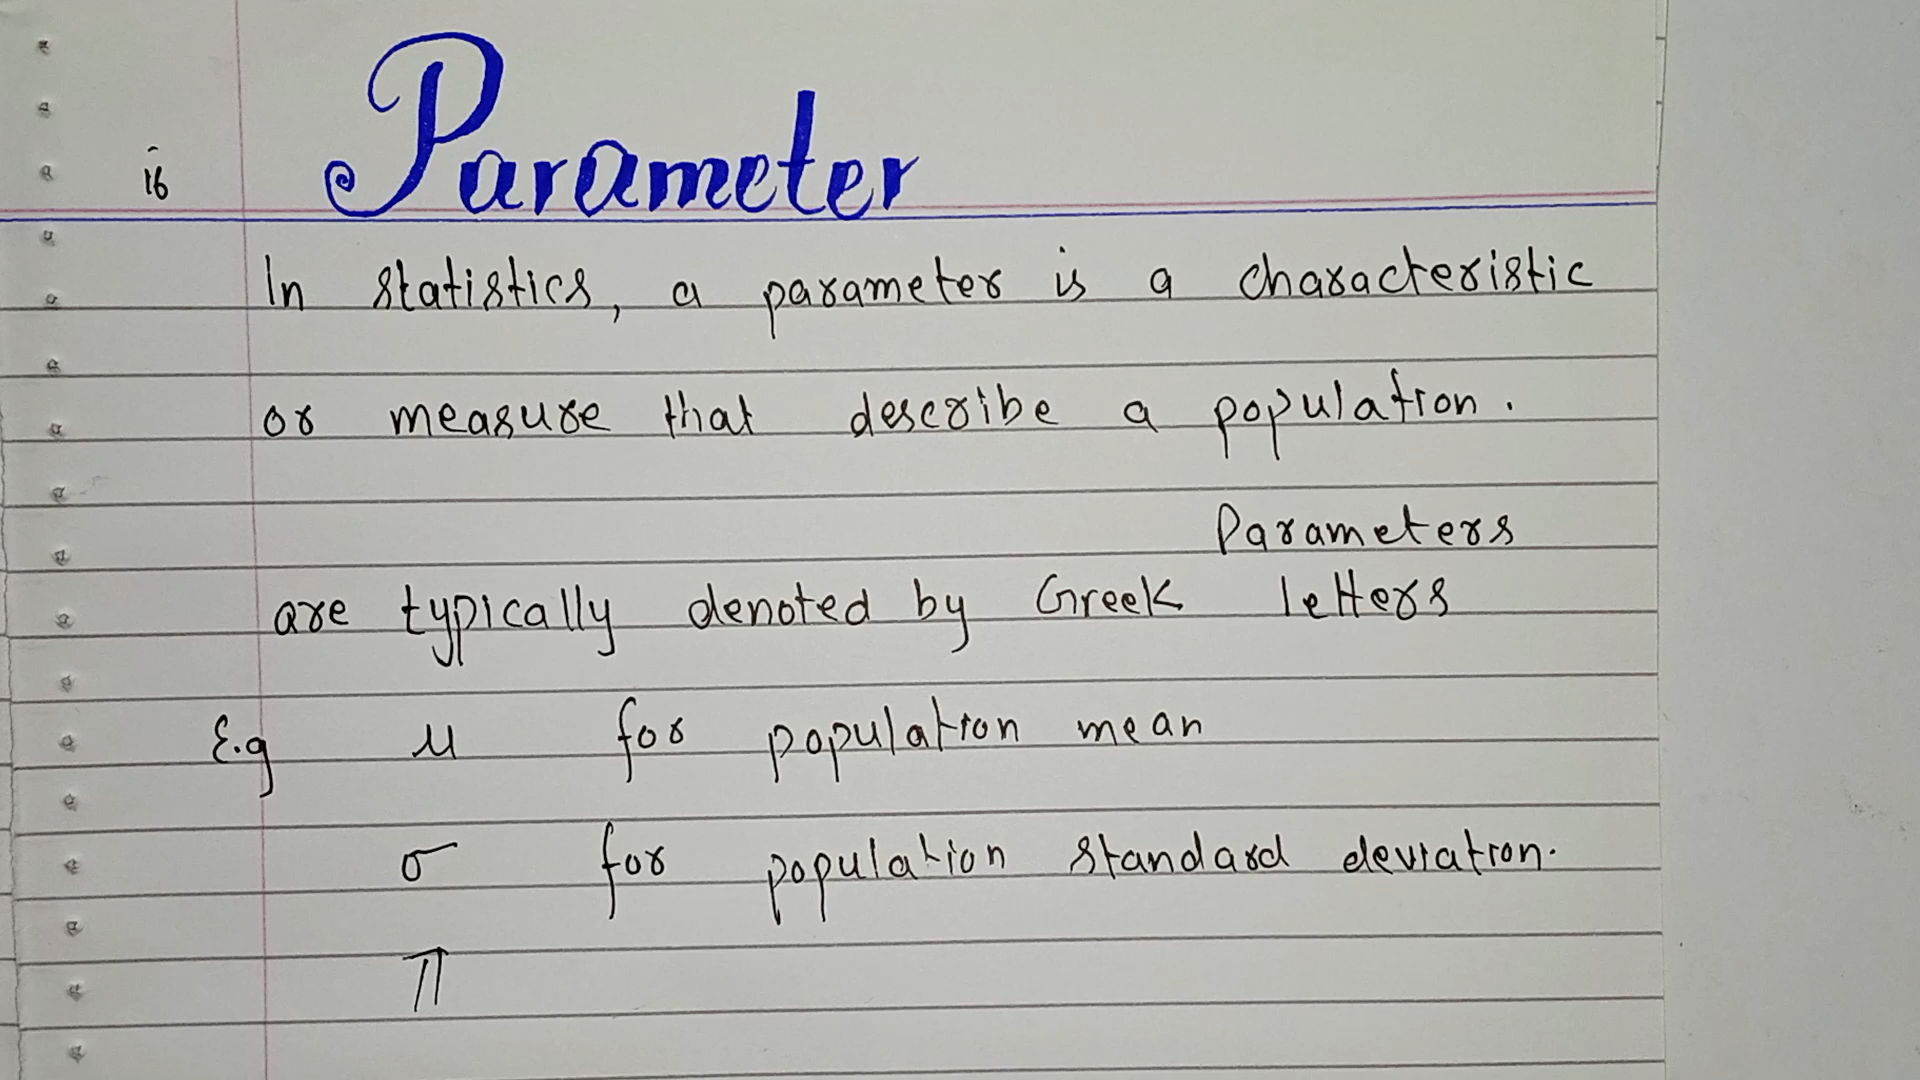 16
Parameter
In statistics, a parameter is a characteristic
or measure that describe a population.
Parameters
are typically denoted by Greek letters
E.g μ for population mean
σ for population standard deviation.
π